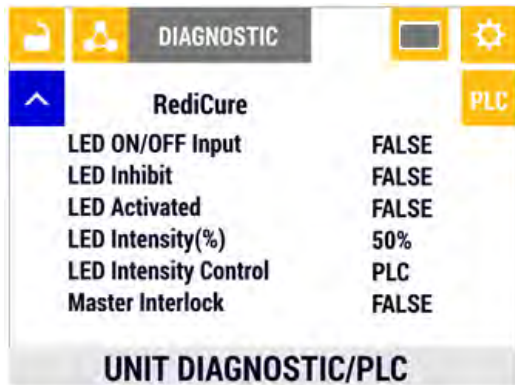 DIAGNOSTIC
RediCure
PLC
LED ON/OFF Input FALSE
LED Inhibit FALSE
LED Activated FALSE
LED Intensity(%) 50%
LED Intensity Control PLC
Master Interlock FALSE
UNIT DIAGNOSTIC/PLC